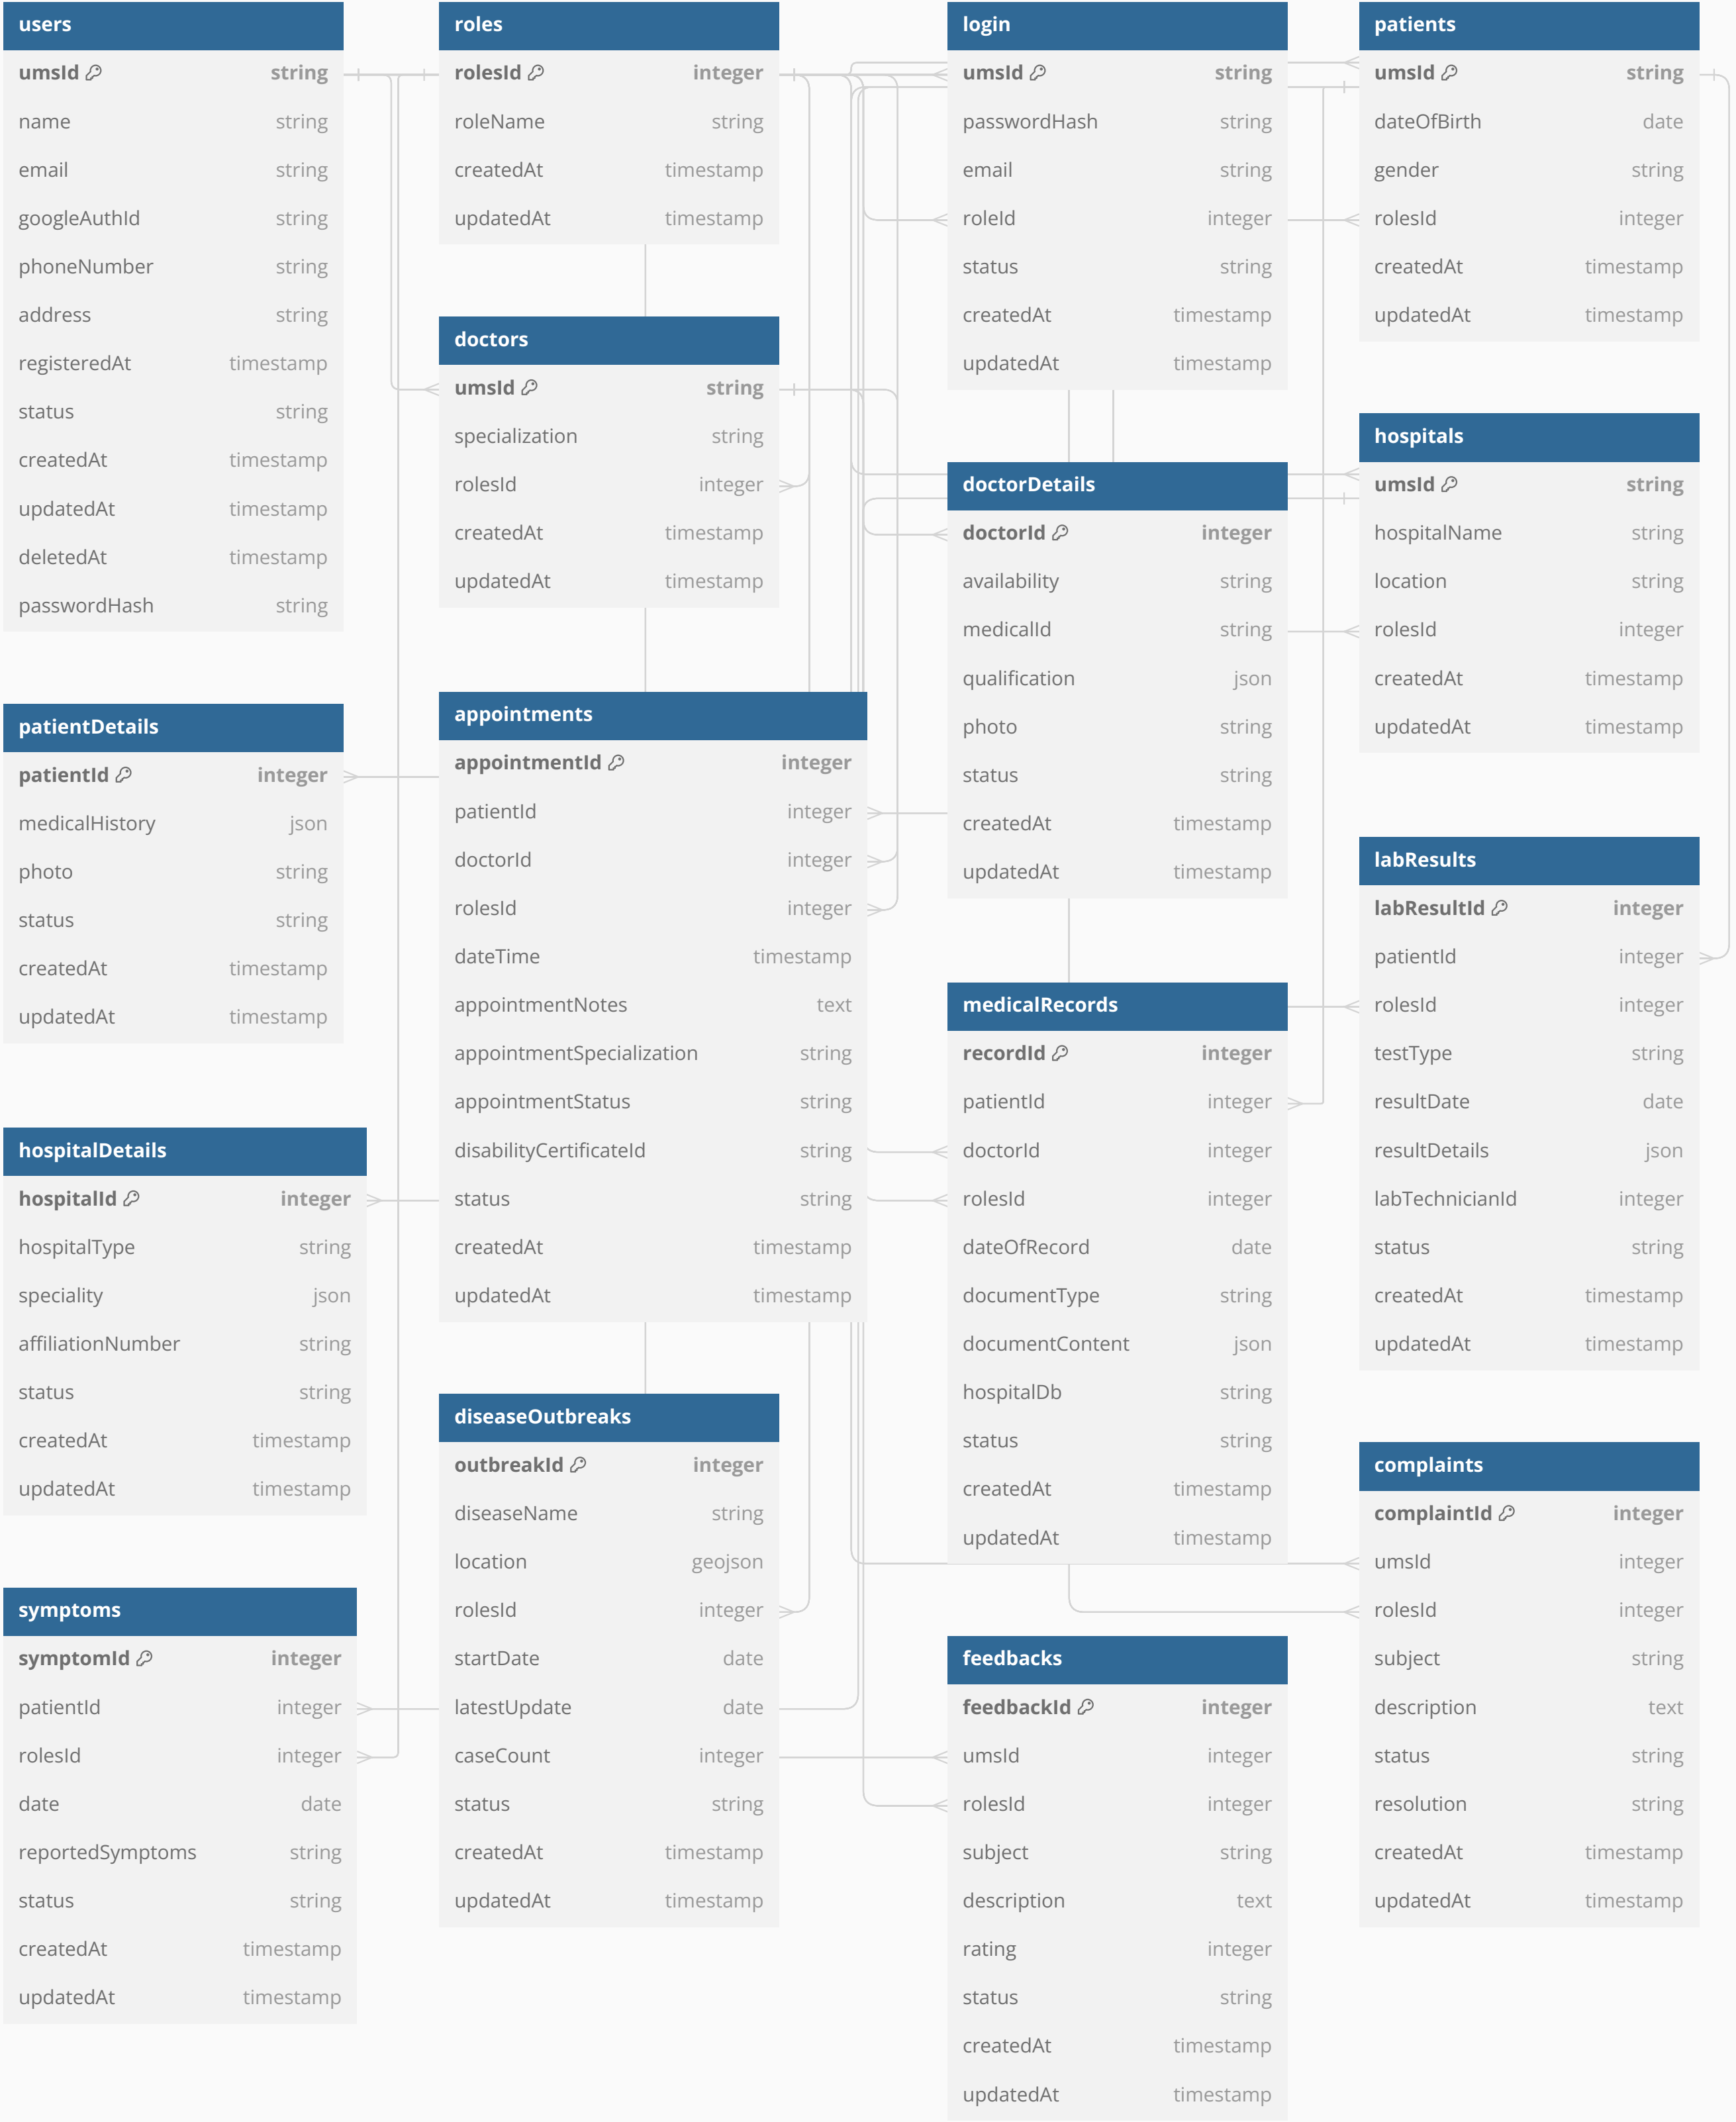 users
umsId string
name string
email string
googleAuthId string
phoneNumber string
address string
registeredAt timestamp
status string
createdAt timestamp
updatedAt timestamp
deletedAt timestamp
passwordHash string
roles
rolesId integer
roleName string
createdAt timestamp
updatedAt timestamp
login
umsId string
passwordHash string
email string
roleId integer
status string
createdAt timestamp
updatedAt timestamp
patients
umsId string
dateOfBirth date
gender string
rolesId integer
createdAt timestamp
updatedAt timestamp
doctors
umsId string
specialization string
rolesId integer
createdAt timestamp
updatedAt timestamp
hospitals
umsId string
hospitalName string
location string
rolesId integer
createdAt timestamp
updatedAt timestamp
doctorDetails
doctorId integer
availability string
medicalId string
qualification json
photo string
status string
createdAt timestamp
updatedAt timestamp
patientDetails
patientId integer
medicalHistory json
photo string
status string
createdAt timestamp
updatedAt timestamp
appointments
appointmentId integer
patientId integer
doctorId integer
rolesId integer
dateTime timestamp
appointmentNotes text
appointmentSpecialization string
appointmentStatus string
disabilityCertificateId string
status string
createdAt timestamp
updatedAt timestamp
labResults
labResultId integer
patientId integer
rolesId integer
testType string
resultDate date
resultDetails json
labTechnicianId integer
status string
createdAt timestamp
updatedAt timestamp
medicalRecords
recordId integer
patientId integer
doctorId integer
rolesId integer
dateOfRecord date
documentType string
documentContent json
hospitalDb string
status string
createdAt timestamp
updatedAt timestamp
hospitalDetails
hospitalId integer
hospitalType string
speciality json
affiliationNumber string
status string
createdAt timestamp
updatedAt timestamp
diseaseOutbreaks
outbreakId integer
diseaseName string
location geojson
rolesId integer
startDate date
latestUpdate date
caseCount integer
status string
createdAt timestamp
updatedAt timestamp
complaints
complaintId integer
umsId integer
rolesId integer
subject string
description text
status string
resolution string
createdAt timestamp
updatedAt timestamp
symptoms
symptomId integer
patientId integer
rolesId integer
date date
reportedSymptoms string
status string
createdAt timestamp
updatedAt timestamp
feedbacks
feedbackId integer
umsId integer
rolesId integer
subject string
description text
rating integer
status string
createdAt timestamp
updatedAt timestamp